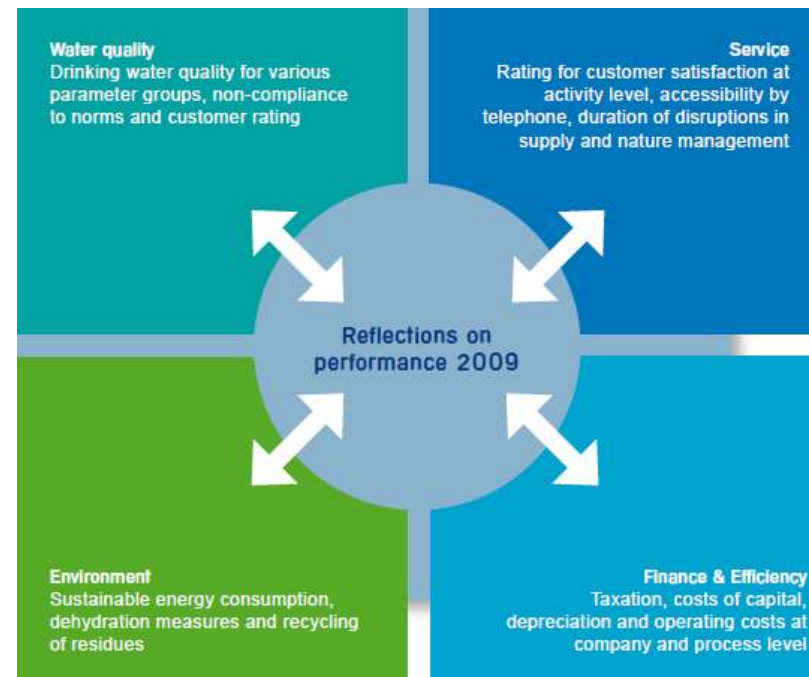 Water quality
Drinking water quality for various
parameter groups, non-compliance
to norms and customer rating
Service
Rating for customer satisfaction at
activity level, accessibility by
telephone, duration of disruptions in
supply and nature management
Reflections on
performance 2009
Environment
Sustainable energy consumption,
dehydration measures and recycling
of residues
Finance & Efficiency
Taxation, costs of capital,
depreciation and operating costs at
company and process level